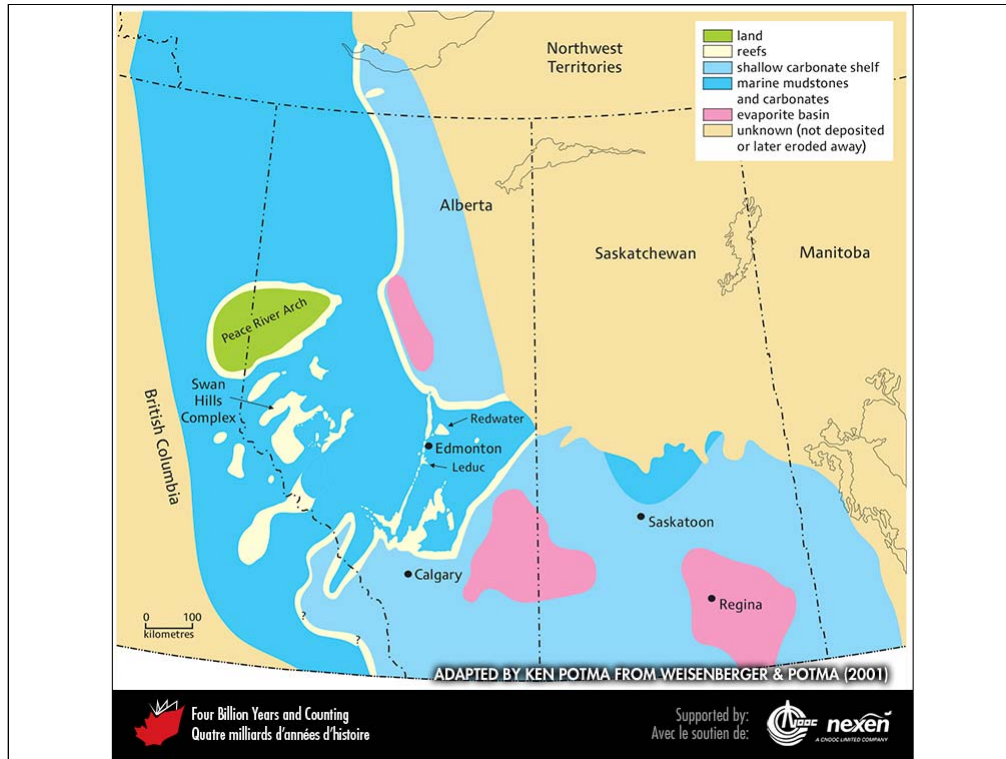 Northwest
Territories
land
reefs
shallow carbonate shelf
marine mudstones
and carbonates
evaporite basin
unknown (not deposited
or later eroded away)
Alberta
Saskatchewan
Manitoba
Peace River Arch
Swan
Hills
Complex
British Columbia
Redwater
Edmonton
Leduc
Saskatoon
Calgary
Regina
0 100
kilometres
?
?
ADAPTED BY KEN POTMA FROM WEISENBERGER & POTMA (2001)
Four Billion Years and Counting
Quatre milliards d'années d'histoire
Supported by:
Avec le soutien de:
CNOOC
nexen
A CNOOC LIMITED COMPANY